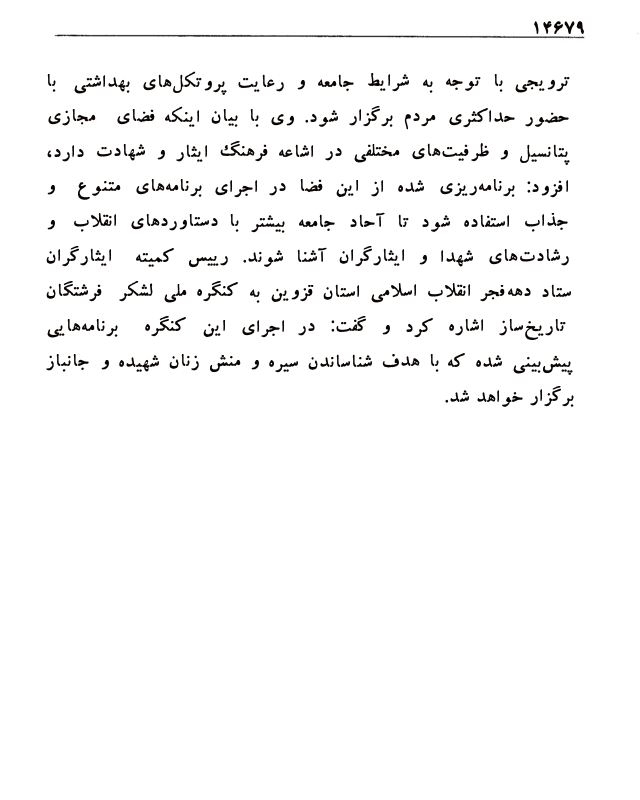 ۱۴۶۷۹
ترویجی با توجه به شرایط جامعه و رعایت پروتکل‌های بهداشتی با
حضور حداکثری مردم برگزار شود. وی با بیان اینکه فضای مجازی
پتانسیل و ظرفیت‌های مختلفی در اشاعه فرهنگ ایثار و شهادت دارد،
افزود: برنامه‌ریزی شده از این فضا در اجرای برنامه‌های متنوع و
جذاب استفاده شود تا آحاد جامعه بیشتر با دستاوردهای انقلاب و
رشادت‌های شهدا و ایثارگران آشنا شوند. رییس کمیته ایثارگران
ستاد دهه‌فجر انقلاب اسلامی استان قزوین به کنگره ملی لشکر فرشتگان
تاریخ‌ساز اشاره کرد و گفت: در اجرای این کنگره برنامه‌هایی
پیش‌بینی شده که با هدف شناساندن سیره و منش زنان شهیده و جانباز
برگزار خواهد شد.